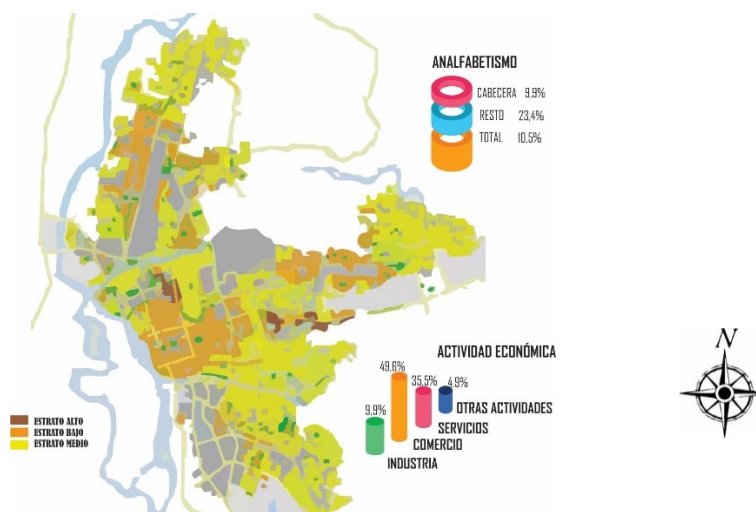 ANALFABETISMO
CABECERA 9,9%
RESTO 23,4%
TOTAL 10,5%
ACTIVIDAD ECONÓMICA
49,6%
35,5%
4,9%
9,9%
OTRAS ACTIVIDADES
SERVICIOS
COMERCIO
INDUSTRIA
ESTRATO ALTO
ESTRATO BAJO
ESTRATO MEDIO
N